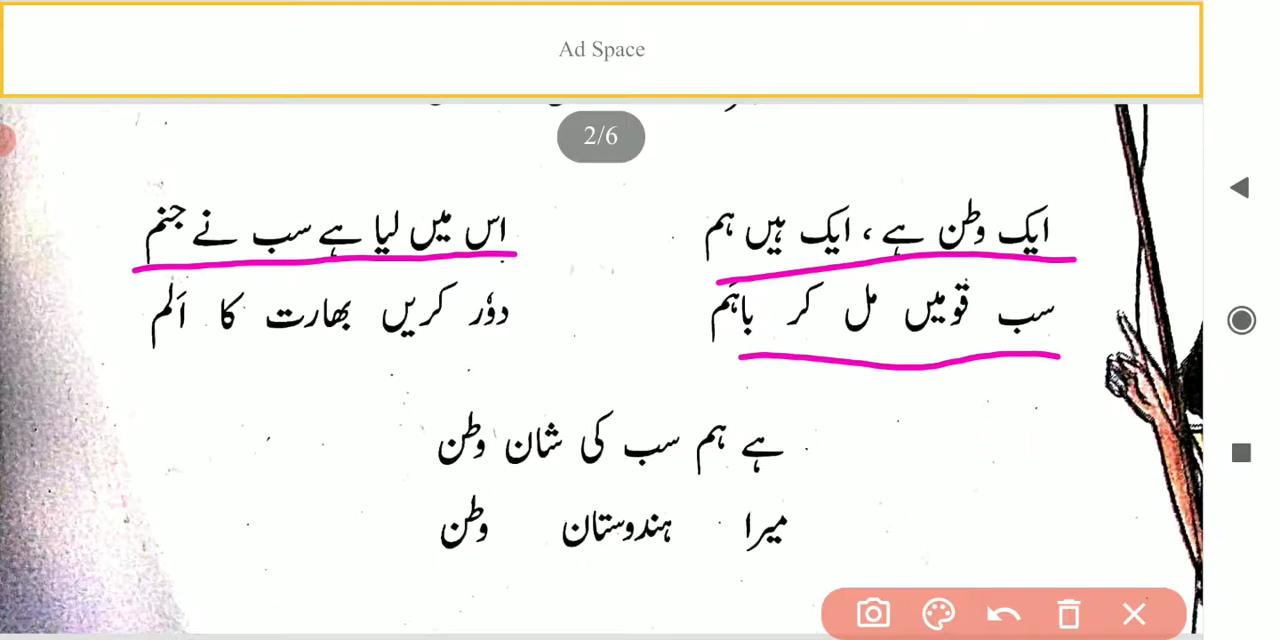 Ad Space
2/6
ایک وطن ہے ، ایک ہیں ہم
اس میں لیا ہے سب نے جنم
سب قومیں مل کر باہم
دوٗر کریں بھارت کا اَلم
ہے ہم سب کی شان وطن
میرا ہندوستان وطن